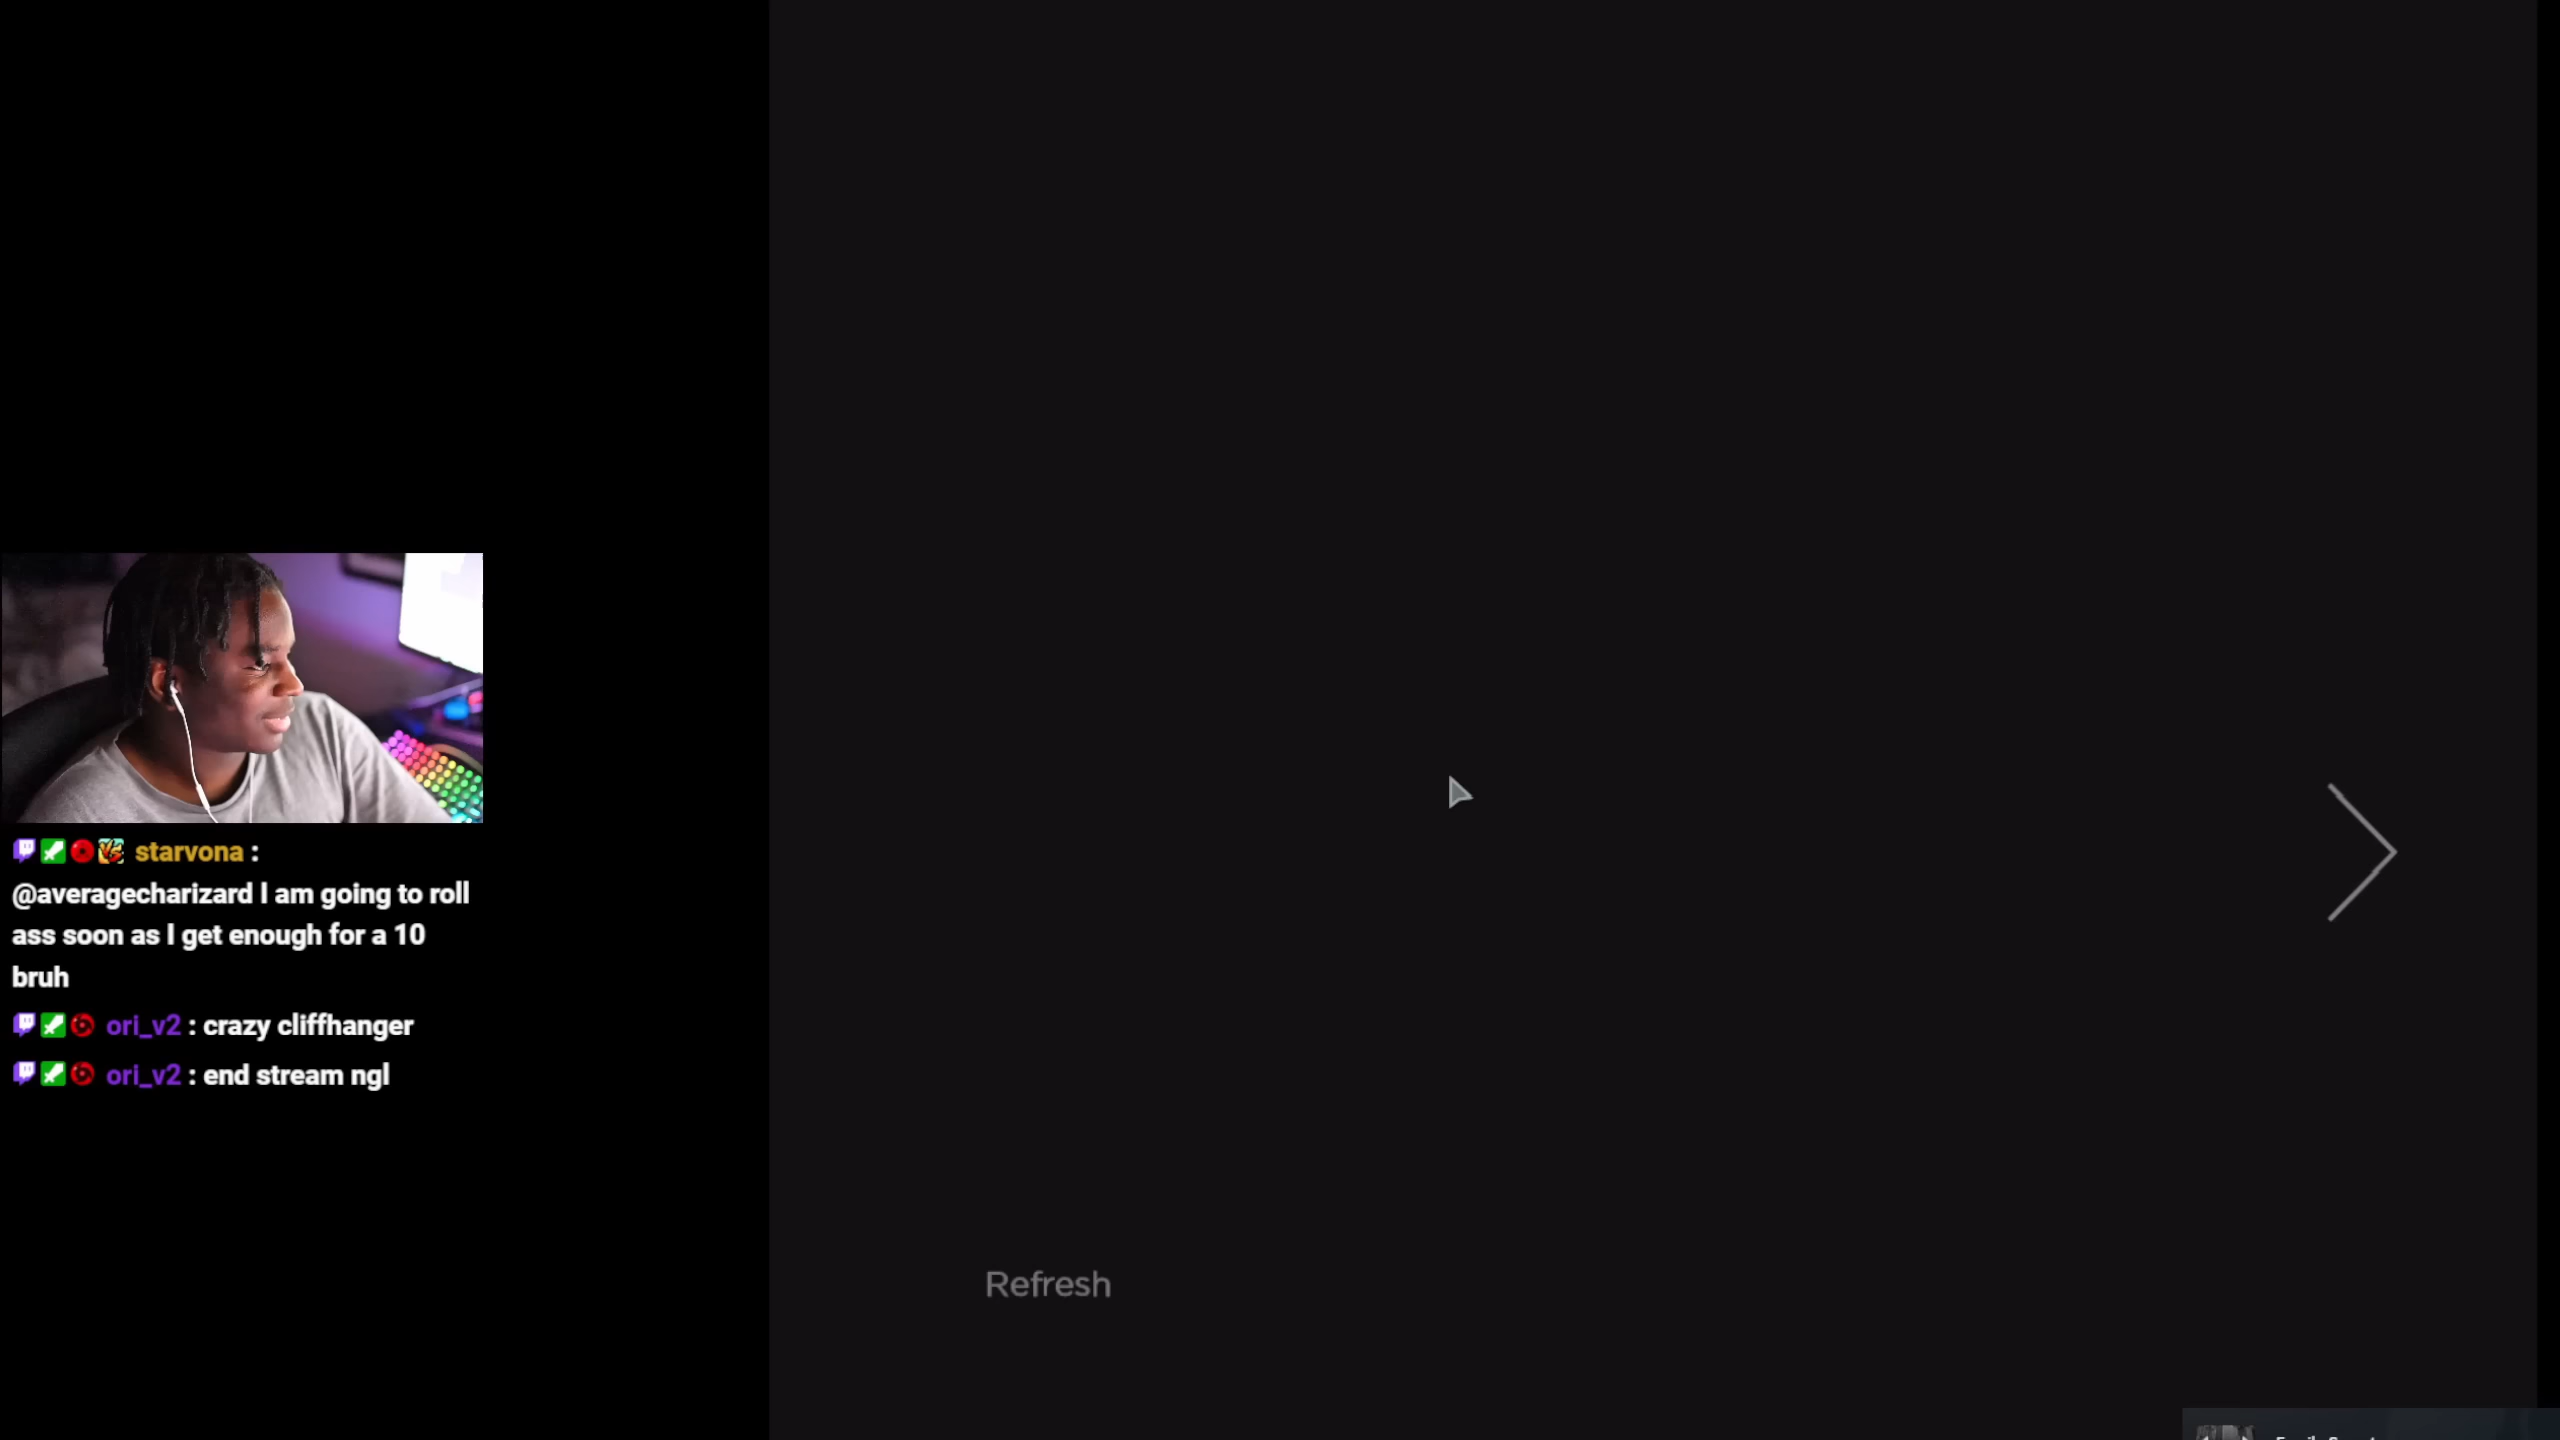 starvona :
@averagecharizard I am going to roll
ass soon as I get enough for a 10
bruh
ori_v2 : crazy cliffhanger
ori_v2 : end stream ngl
Refresh